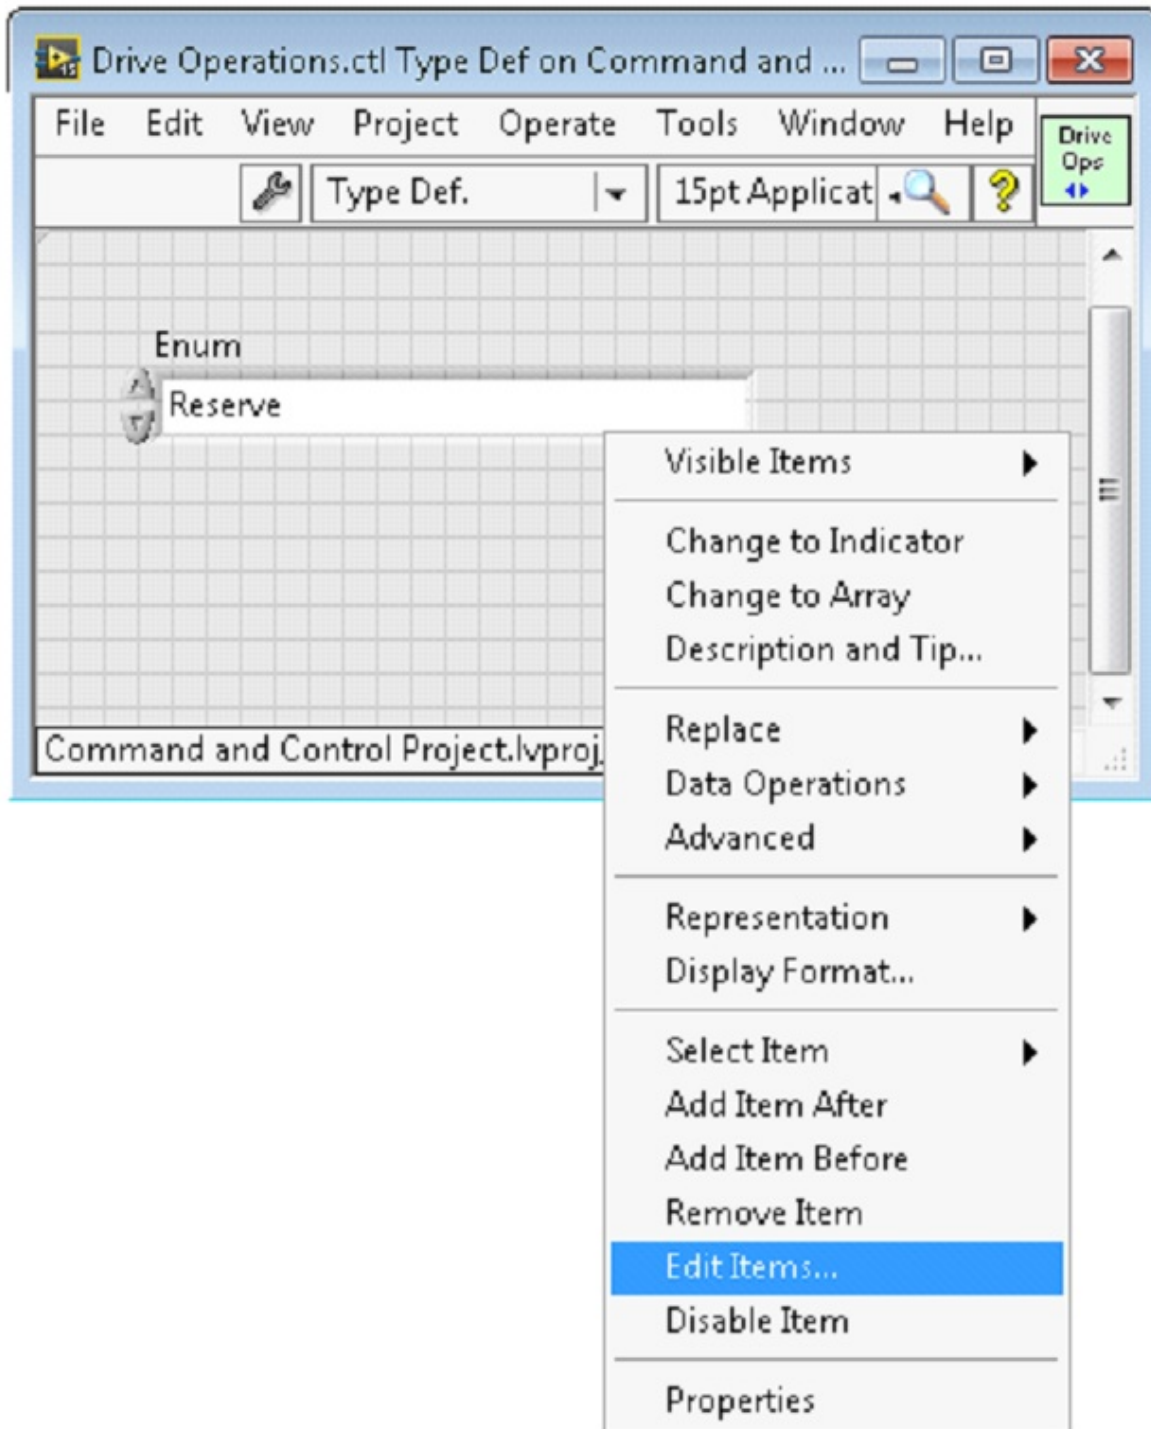 Drive Operations.ctl Type Def on Command and ...
File Edit View Project Operate Tools Window Help
Drive
Ops
Type Def.
15pt Applicat
?
Enum
Reserve
Command and Control Project.lvproj
Visible Items
Change to Indicator
Change to Array
Description and Tip...
Replace
Data Operations
Advanced
Representation
Display Format...
Select Item
Add Item After
Add Item Before
Remove Item
Edit Items...
Disable Item
Properties